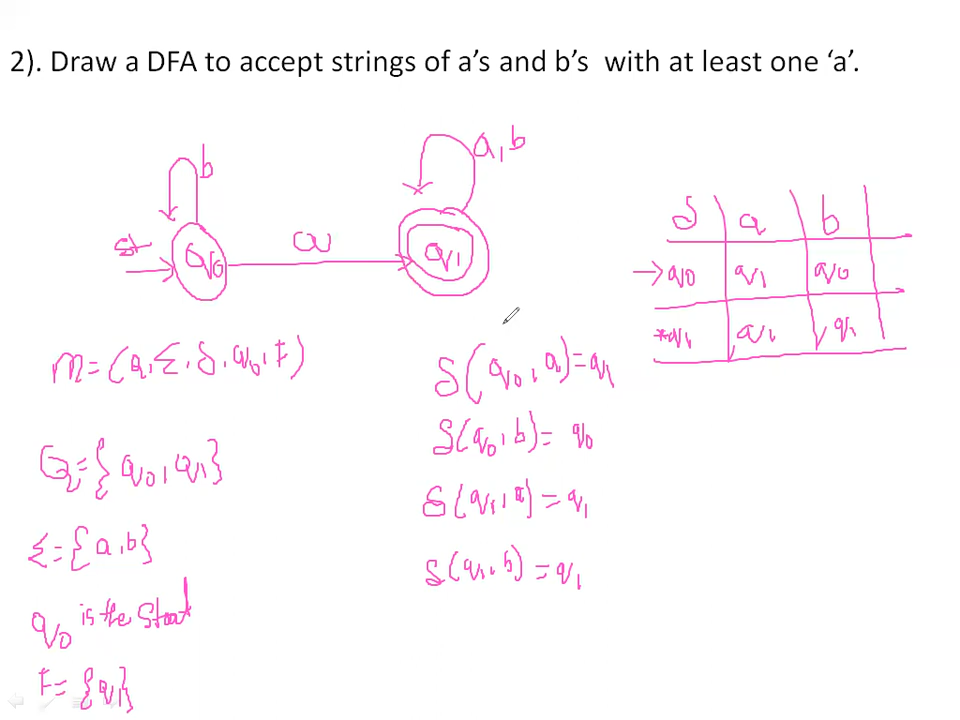 2). Draw a DFA to accept strings of a's and b's with at least one 'a'.
b
a, b
st
q0
a
q1
δ a b
→q0 q1 q0
*q1 q1 q1
M = (Q, Σ, δ, q0, F)
δ(q0, a) = q1
δ(q0, b) = q0
Q = { q0, q1 }
δ(q1, a) = q1
Σ = { a, b }
δ(q1, b) = q1
q0 is the start
F = { q1 }